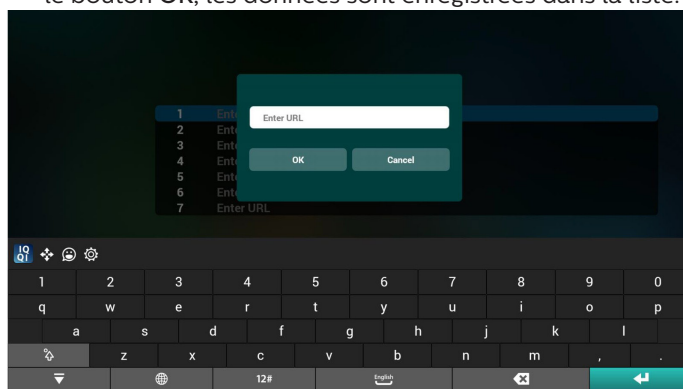 le bouton OK, les données sont enregistrées dans la liste.
Enter URL
OK Cancel
1 Ente
2 Ente
3 Ente
4 Ente
5 Ente
6 Ente
7 Enter URL
IQ
QI
1 2 3 4 5 6 7 8 9 0
q w e r t y u i o p
a s d f g h j k l
z x c v b n m , .
12# English